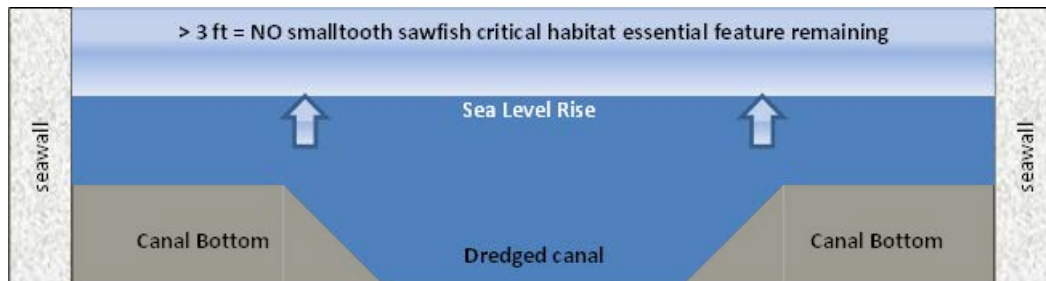 > 3 ft = NO smalltooth sawfish critical habitat essential feature remaining
Sea Level Rise
seawall
seawall
Canal Bottom
Canal Bottom
Dredged canal